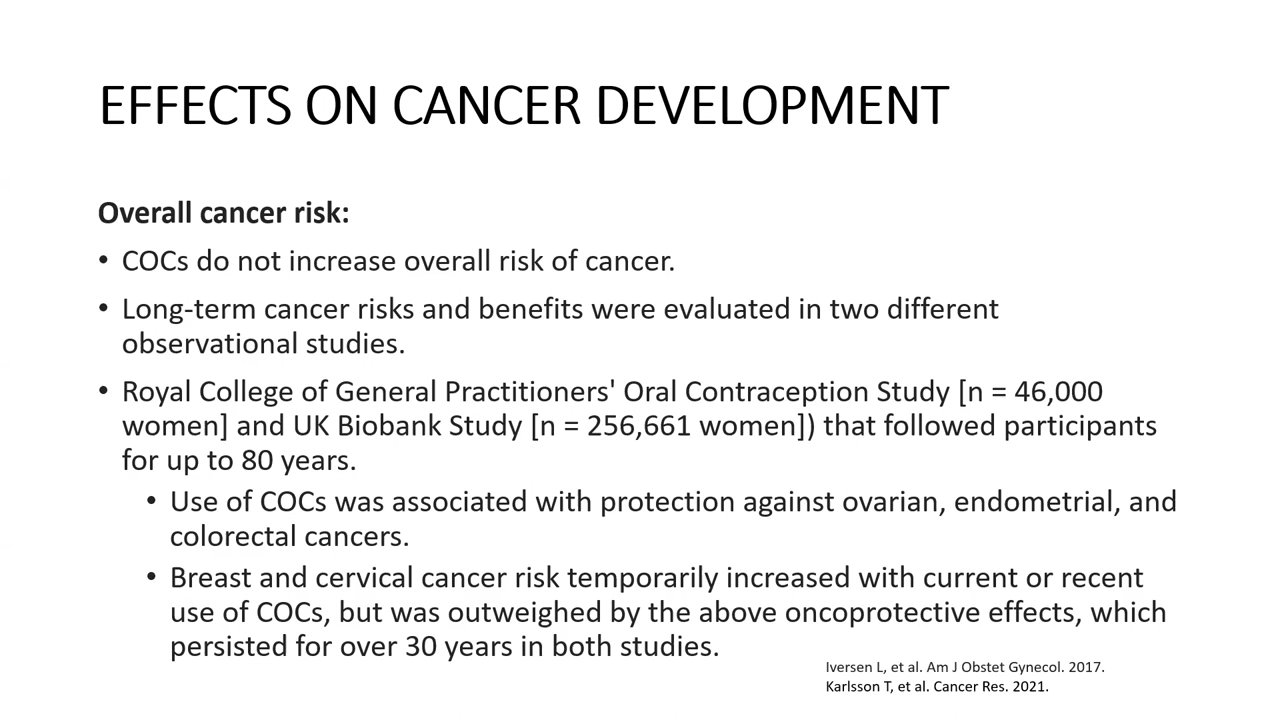 EFFECTS ON CANCER DEVELOPMENT
Overall cancer risk:
• COCs do not increase overall risk of cancer.
• Long-term cancer risks and benefits were evaluated in two different
observational studies.
• Royal College of General Practitioners' Oral Contraception Study [n = 46,000
women] and UK Biobank Study [n = 256,661 women]) that followed participants
for up to 80 years.
• Use of COCs was associated with protection against ovarian, endometrial, and
colorectal cancers.
• Breast and cervical cancer risk temporarily increased with current or recent
use of COCs, but was outweighed by the above oncoprotective effects, which
persisted for over 30 years in both studies.
Iversen L, et al. Am J Obstet Gynecol. 2017.
Karlsson T, et al. Cancer Res. 2021.